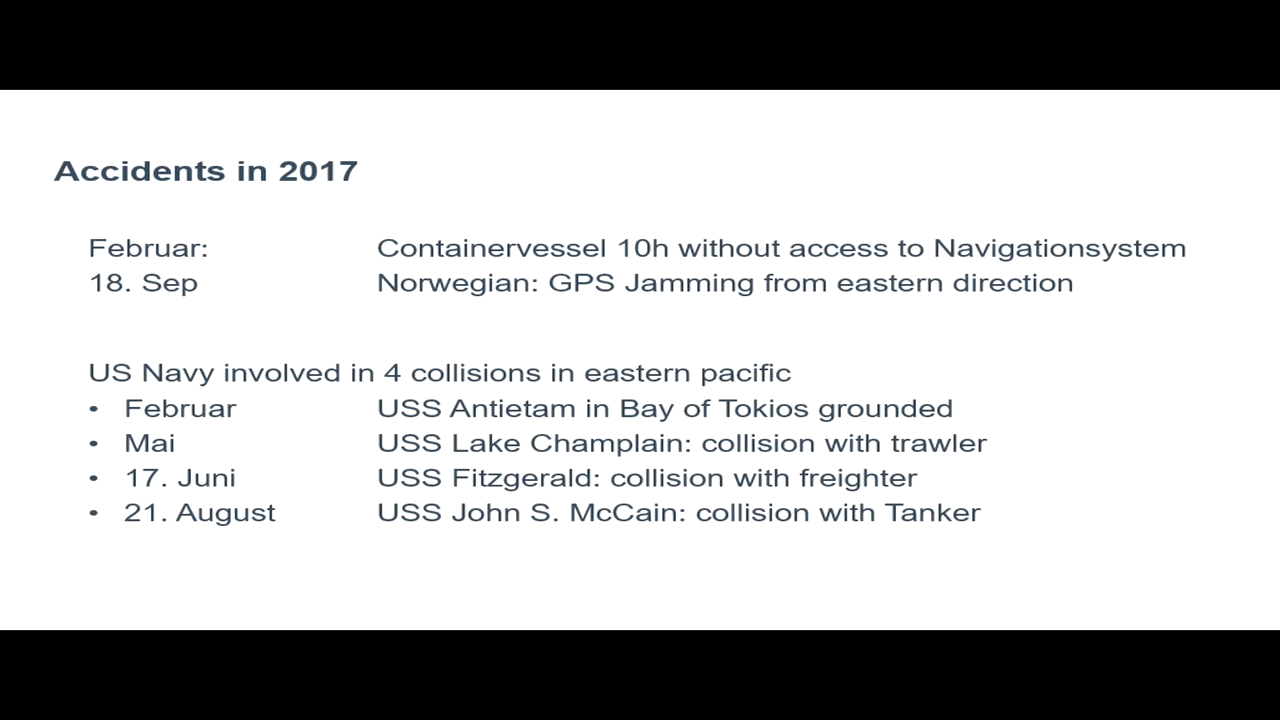 Accidents in 2017
Februar: Containervessel 10h without access to Navigationsystem
18. Sep Norwegian: GPS Jamming from eastern direction
US Navy involved in 4 collisions in eastern pacific
• Februar USS Antietam in Bay of Tokios grounded
• Mai USS Lake Champlain: collision with trawler
• 17. Juni USS Fitzgerald: collision with freighter
• 21. August USS John S. McCain: collision with Tanker